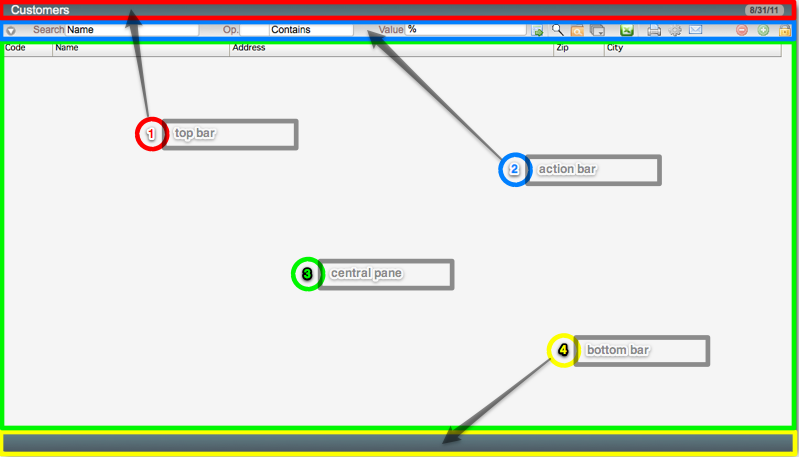 Customers 8/31/11
Search Name Op. Contains Value %
Code Name Address Zip City
1 top bar
2 action bar
3 central pane
4 bottom bar